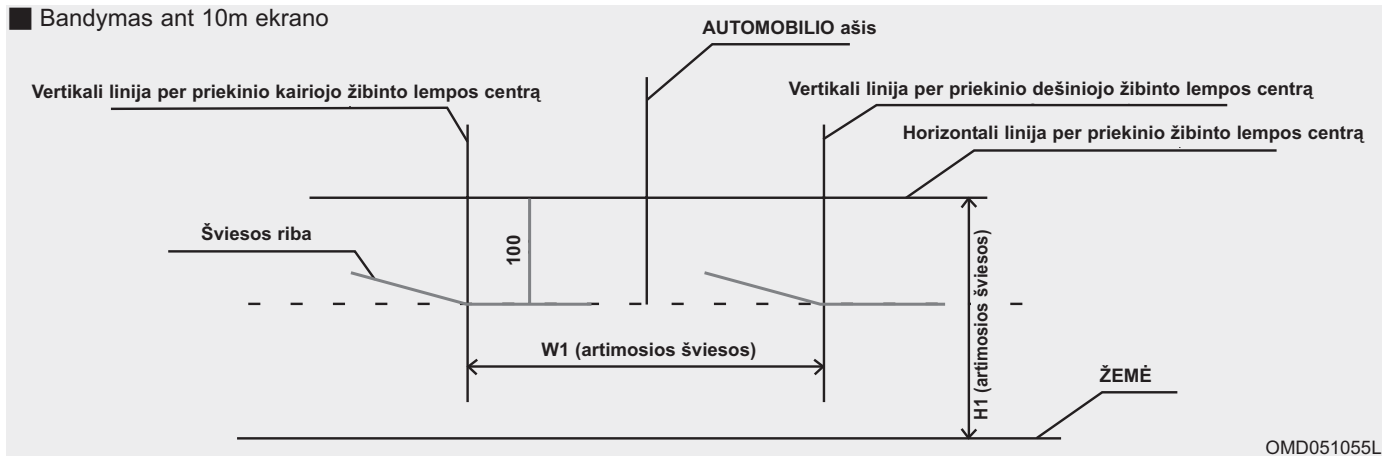 ■ Bandymas ant 10m ekrano
AUTOMOBILIO ašis
Vertikali linija per priekinio kairiojo žibinto lempos centrą
Vertikali linija per priekinio dešiniojo žibinto lempos centrą
Horizontali linija per priekinio žibinto lempos centrą
Šviesos riba
100
W1 (artimosios šviesos)
H1 (artimosios šviesos)
ŽEMĖ
OMD051055L